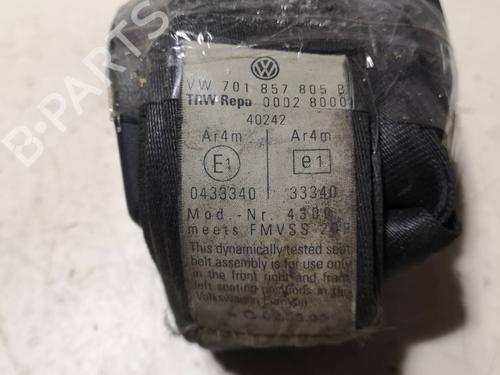 VW 701 857 805 B
TRW-Repa 0002 8000
40242
Ar4m Ar4m
E1 e1
0433340 33340
Mod.-Nr. 4300
meets FMVSS 209
This dynamically tested seat
belt assembly is for use only
in the front right and front
left seating positions in the
Volkswagen
B-PARTS